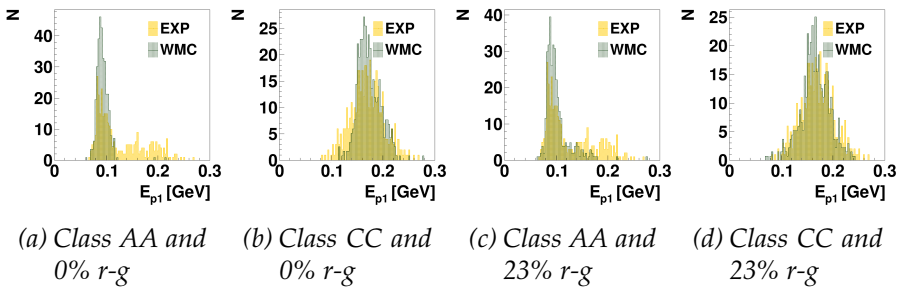 N
EXP
WMC
40
30
20
10
0
0 0.1 0.2 0.3
E_p1 [GeV]
(a) Class AA and
0% r-g
N
EXP
WMC
25
20
15
10
5
0
0 0.1 0.2 0.3
E_p1 [GeV]
(b) Class CC and
0% r-g
N
EXP
WMC
40
30
20
10
0
0 0.1 0.2 0.3
E_p1 [GeV]
(c) Class AA and
23% r-g
N
EXP
WMC
25
20
15
10
5
0
0 0.1 0.2 0.3
E_p1 [GeV]
(d) Class CC and
23% r-g